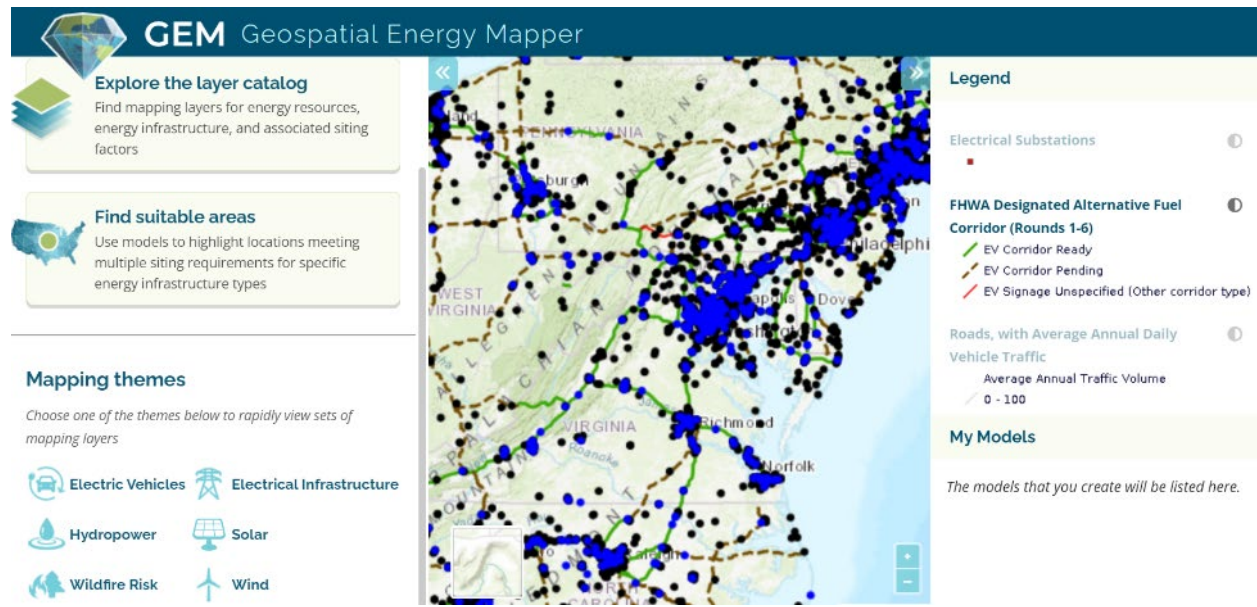 GEM Geospatial Energy Mapper
Explore the layer catalog
Find mapping layers for energy resources,
energy infrastructure, and associated siting
factors
Find suitable areas
Use models to highlight locations meeting
multiple siting requirements for specific
energy infrastructure types
Mapping themes
Choose one of the themes below to rapidly view sets of
mapping layers
Electric Vehicles
Electrical Infrastructure
Hydropower
Solar
Wildfire Risk
Wind
«
»
PENNSYLVANIA
WEST
VIRGINIA
VIRGINIA
Richmond
Roanoke
Norfolk
NORTH
CAROLINA
+
−
Legend
Electrical Substations
FHWA Designated Alternative Fuel
Corridor (Rounds 1-6)
EV Corridor Ready
EV Corridor Pending
EV Signage Unspecified (Other corridor type)
Roads, with Average Annual Daily
Vehicle Traffic
Average Annual Traffic Volume
0 - 100
My Models
The models that you create will be listed here.